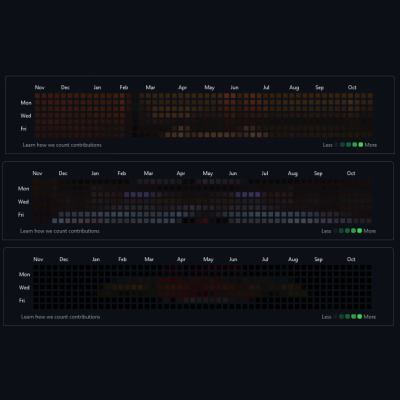 Nov Dec Jan Feb Mar Apr May Jun Jul Aug Sep Oct
Mon
Wed
Fri
Learn how we count contributions Less More
Nov Dec Jan Feb Mar Apr May Jun Jul Aug Sep Oct
Mon
Wed
Fri
Learn how we count contributions Less More
Nov Dec Jan Feb Mar Apr May Jun Jul Aug Sep Oct
Mon
Wed
Fri
Learn how we count contributions Less More